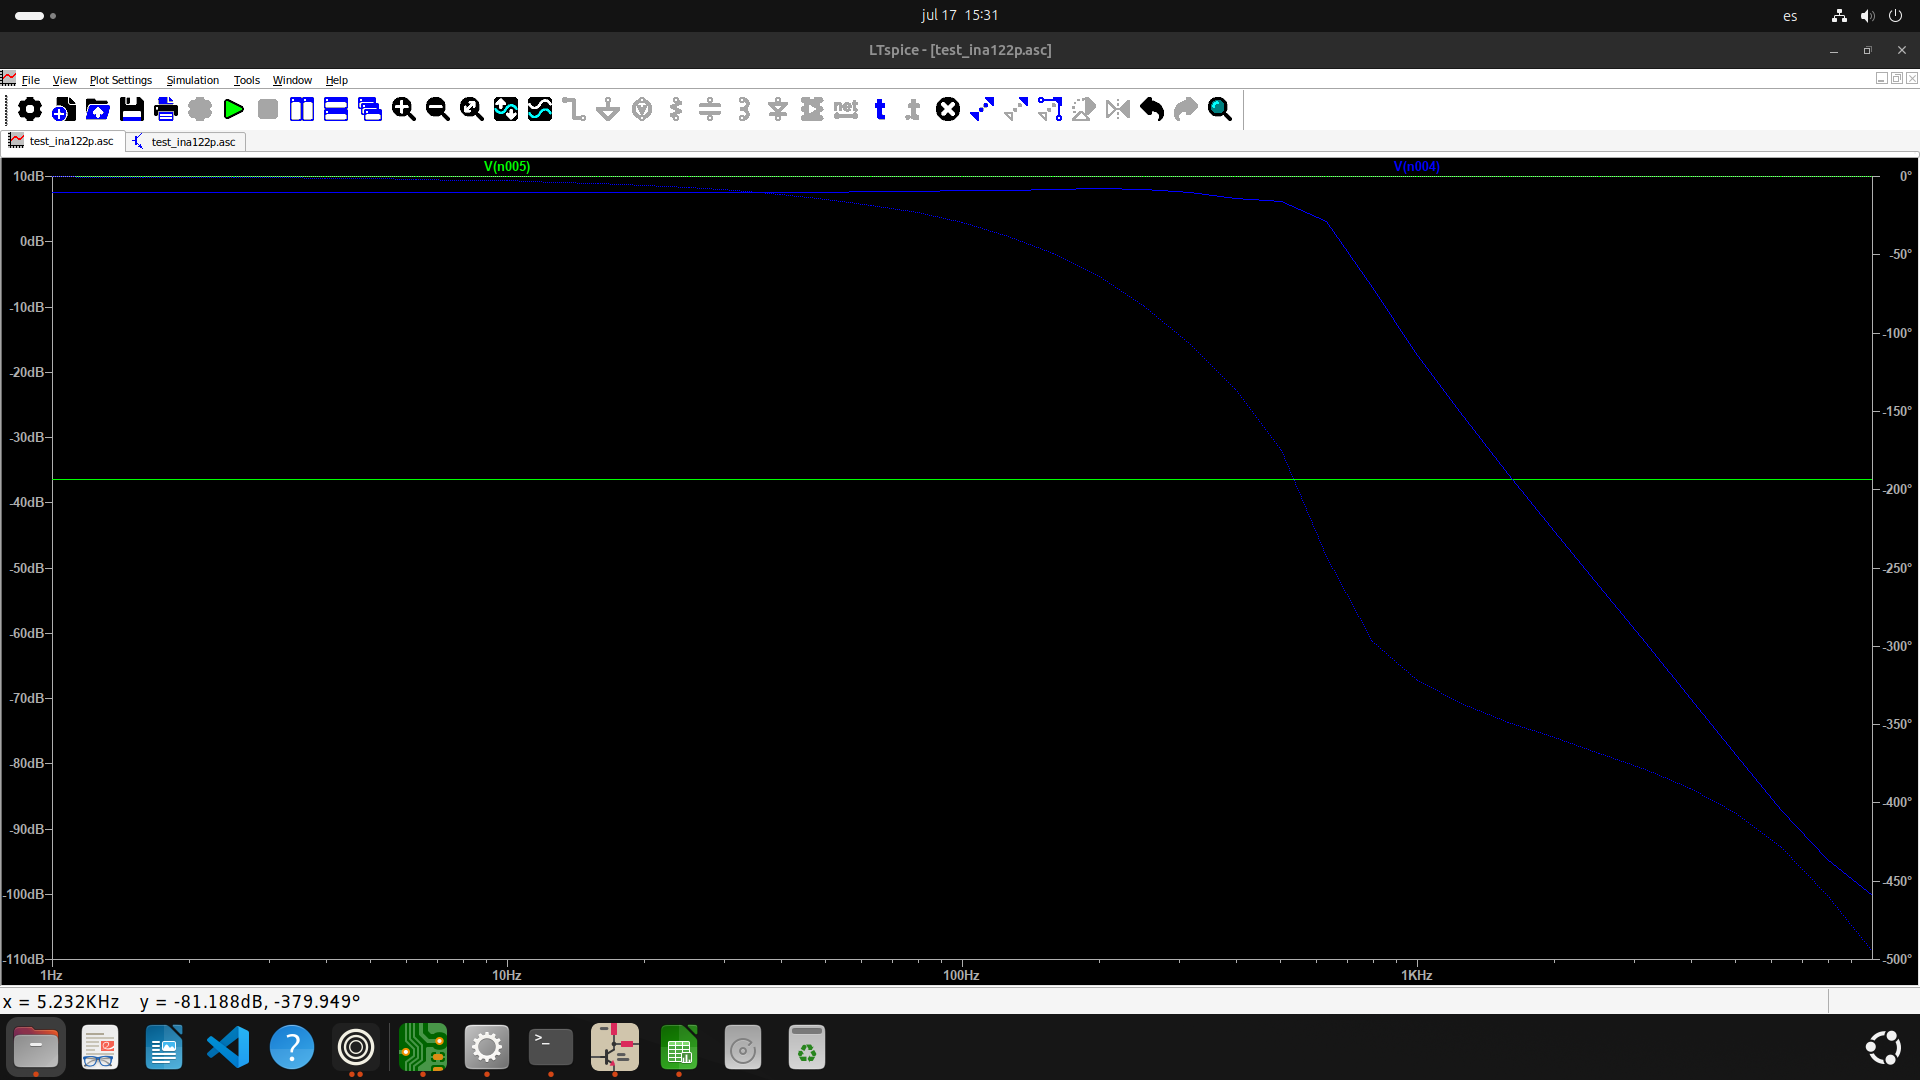 jul 17 15:31
es
LTspice - [test_ina122p.asc]
File View Plot Settings Simulation Tools Window Help
net
t
t
test_ina122p.asc
test_ina122p.asc
V(n005)
V(n004)
10dB
0dB
-10dB
-20dB
-30dB
-40dB
-50dB
-60dB
-70dB
-80dB
-90dB
-100dB
-110dB
0°
-50°
-100°
-150°
-200°
-250°
-300°
-350°
-400°
-450°
-500°
1Hz
10Hz
100Hz
1KHz
x = 5.232KHz y = -81.188dB, -379.949°
?
>_